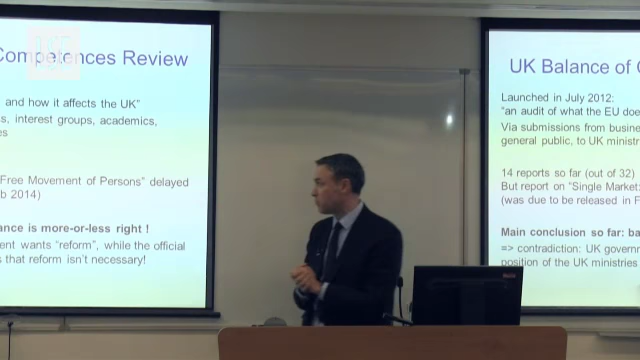 Competences Review
and how it affects the UK”
s, interest groups, academics,
es
Free Movement of Persons” delayed
b 2014)
ance is more-or-less right !
ent wants “reform”, while the official
s that reform isn’t necessary!
UK Balance of C
Launched in July 2012:
“an audit of what the EU doe
Via submissions from busine
general public, to UK ministr
14 reports so far (out of 32)
But report on “Single Market:
(was due to be released in F
Main conclusion so far: ba
=> contradiction: UK governm
position of the UK ministries